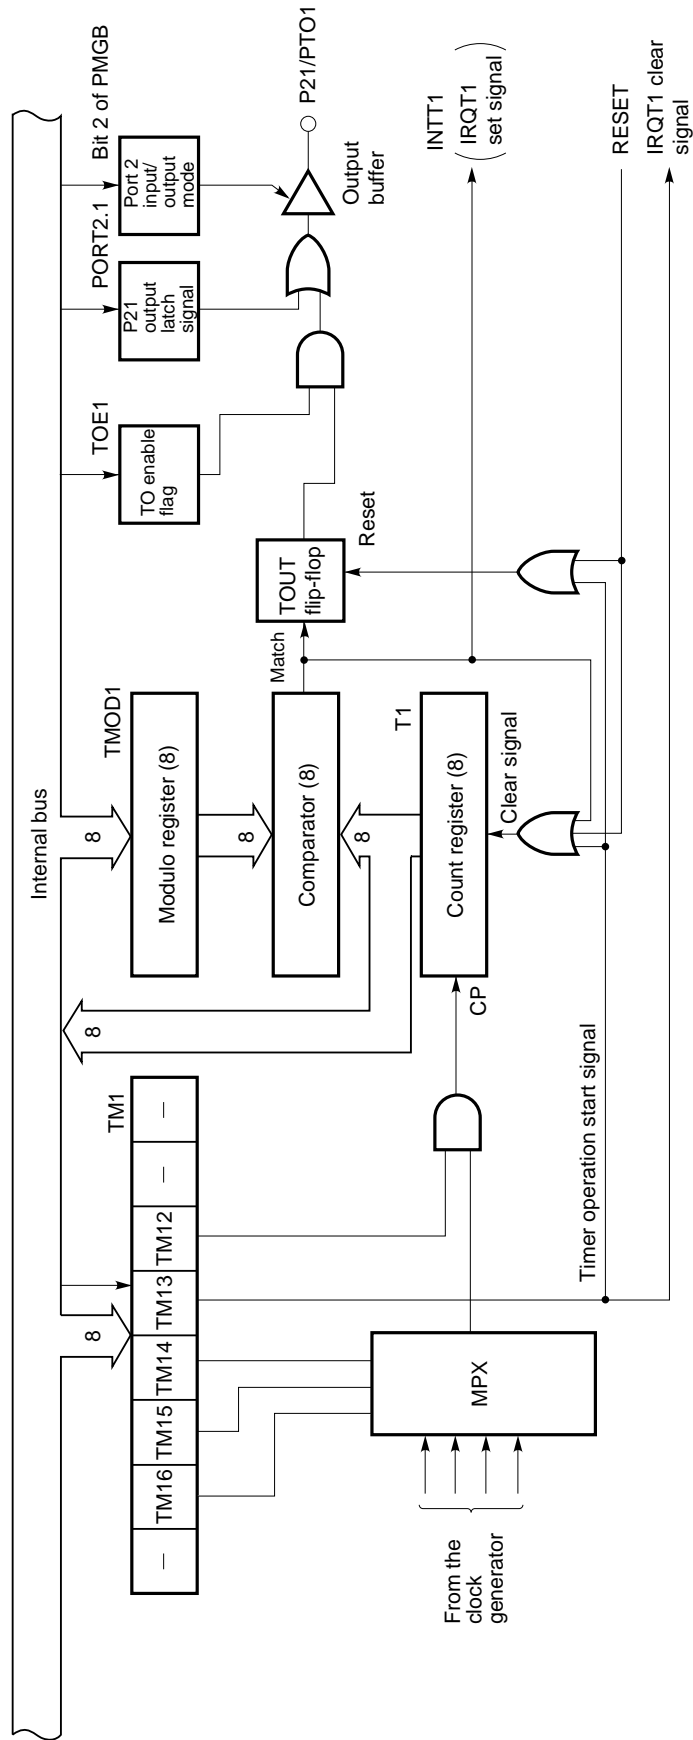 Internal bus
8
TM1
—
TM16
TM15
TM14
TM13
TM12
—
—
8
8
TMOD1
Modulo register (8)
8
Comparator (8)
8
Match
T1
Count register (8)
CP
Clear signal
TOE1
TO enable
flag
PORT2.1
P21
output
latch
signal
Bit 2 of PMGB
Port 2
input/
output
mode
TOUT
flip-flop
Reset
Output
buffer
P21/PTO1
From the
clock
generator
MPX
Timer operation start signal
INTT1
(IRQT1
set signal)
RESET
IRQT1 clear
signal